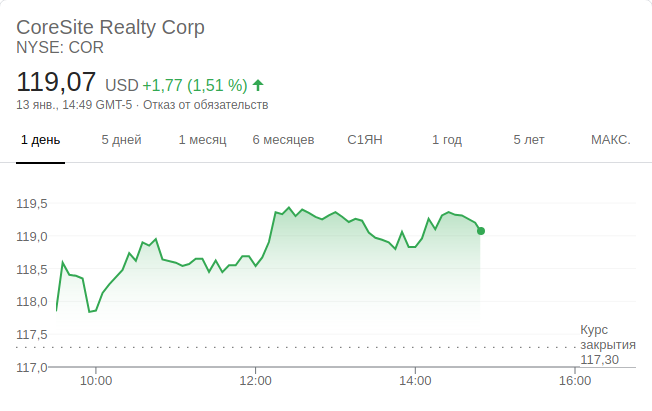 CoreSite Realty Corp
NYSE: COR
119,07 USD +1,77 (1,51 %)
13 янв., 14:49 GMT-5 · Отказ от обязательств
1 день 5 дней 1 месяц 6 месяцев С1ЯН 1 год 5 лет МАКС.
119,5
119,0
118,5
118,0
117,5
117,0
Курс
закрытия
117,30
10:00 12:00 14:00 16:00